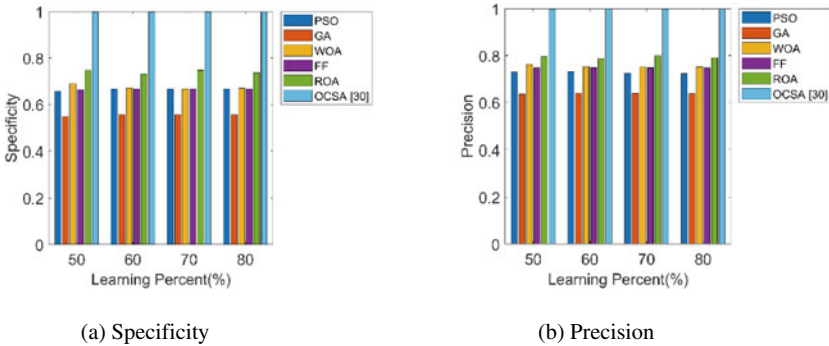 1
0.8
0.6
0.4
0.2
0
Specificity
50 60 70 80
Learning Percent(%)
PSO
GA
WOA
FF
ROA
OCSA [30]
(a) Specificity
1
0.8
0.6
0.4
0.2
0
Precision
50 60 70 80
Learning Percent(%)
PSO
GA
WOA
FF
ROA
OCSA [30]
(b) Precision